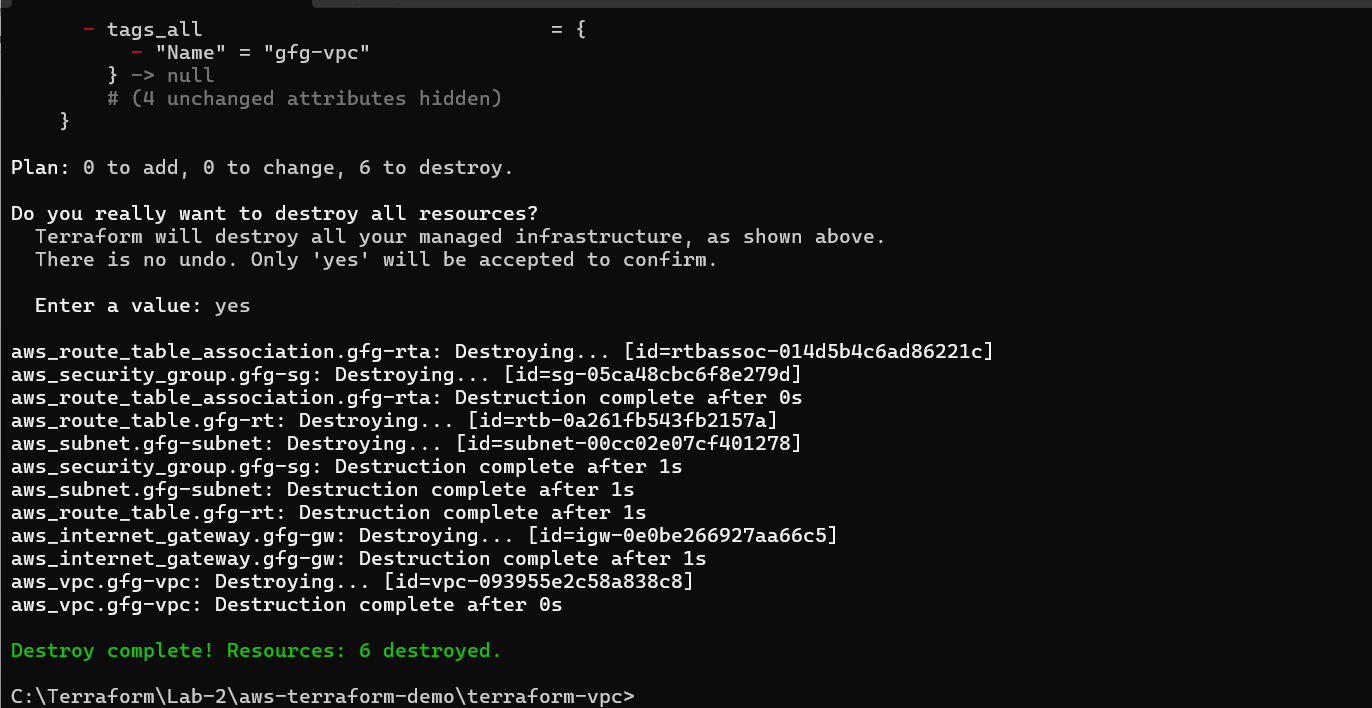 - tags_all = {
- "Name" = "gfg-vpc"
} -> null
# (4 unchanged attributes hidden)
}
Plan: 0 to add, 0 to change, 6 to destroy.
Do you really want to destroy all resources?
Terraform will destroy all your managed infrastructure, as shown above.
There is no undo. Only 'yes' will be accepted to confirm.
Enter a value: yes
aws_route_table_association.gfg-rta: Destroying... [id=rtbassoc-014d5b4c6ad86221c]
aws_security_group.gfg-sg: Destroying... [id=sg-05ca48cbc6f8e279d]
aws_route_table_association.gfg-rta: Destruction complete after 0s
aws_route_table.gfg-rt: Destroying... [id=rtb-0a261fb543fb2157a]
aws_subnet.gfg-subnet: Destroying... [id=subnet-00cc02e07cf401278]
aws_security_group.gfg-sg: Destruction complete after 1s
aws_subnet.gfg-subnet: Destruction complete after 1s
aws_route_table.gfg-rt: Destruction complete after 1s
aws_internet_gateway.gfg-gw: Destroying... [id=igw-0e0be266927aa66c5]
aws_internet_gateway.gfg-gw: Destruction complete after 1s
aws_vpc.gfg-vpc: Destroying... [id=vpc-093955e2c58a838c8]
aws_vpc.gfg-vpc: Destruction complete after 0s
Destroy complete! Resources: 6 destroyed.
C:\Terraform\Lab-2\aws-terraform-demo\terraform-vpc>